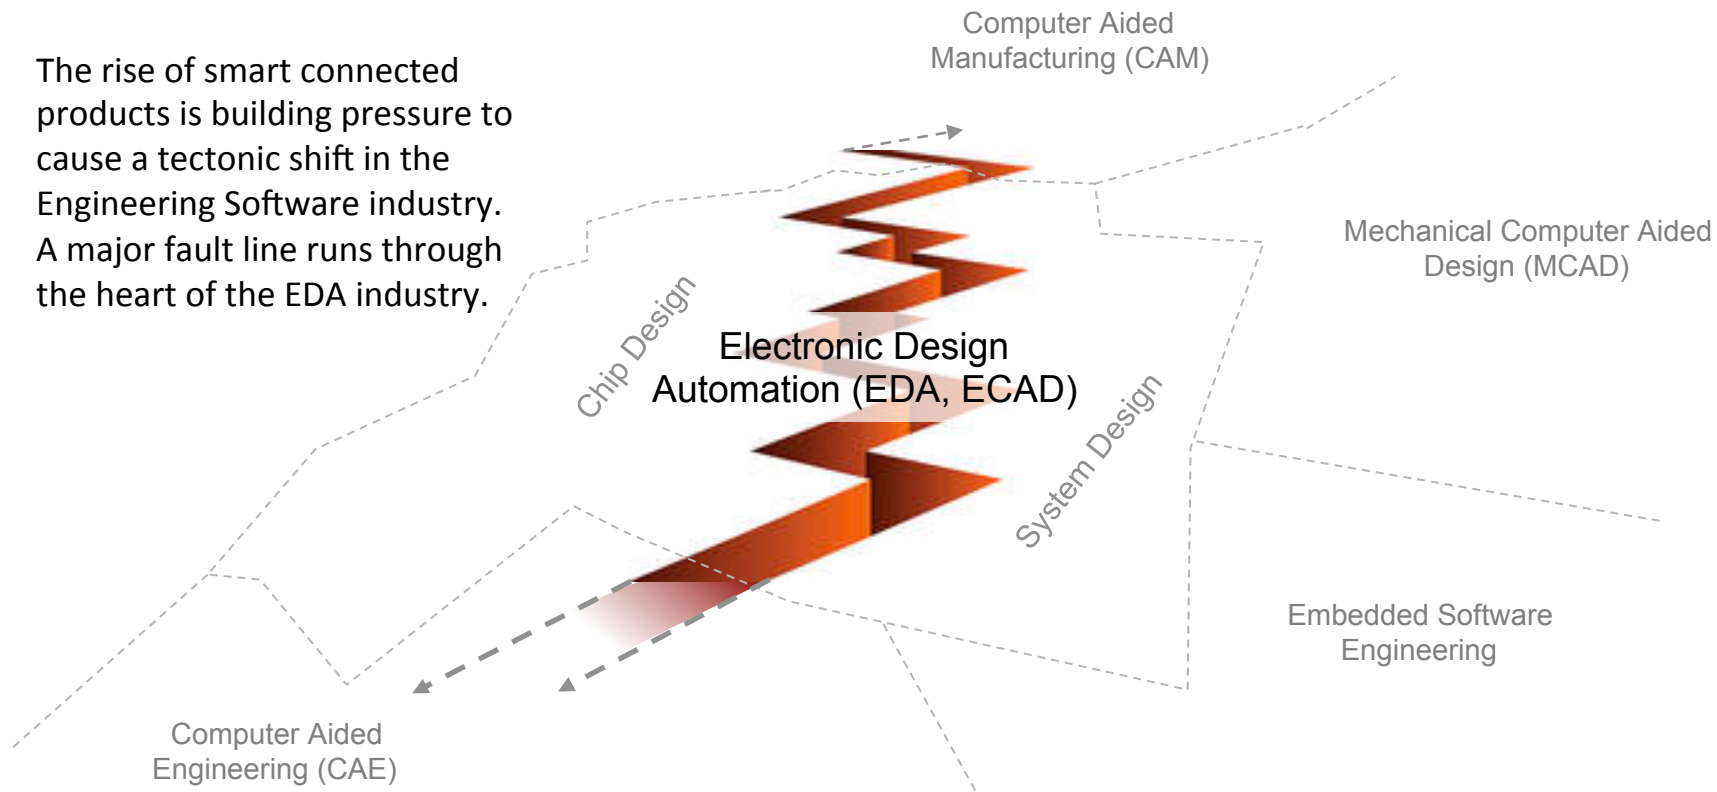 The rise of smart connected
products is building pressure to
cause a tectonic shift in the
Engineering Software industry.
A major fault line runs through
the heart of the EDA industry.
Computer Aided
Manufacturing (CAM)
Mechanical Computer Aided
Design (MCAD)
Chip Design
Electronic Design
Automation (EDA, ECAD)
System Design
Embedded Software
Engineering
Computer Aided
Engineering (CAE)